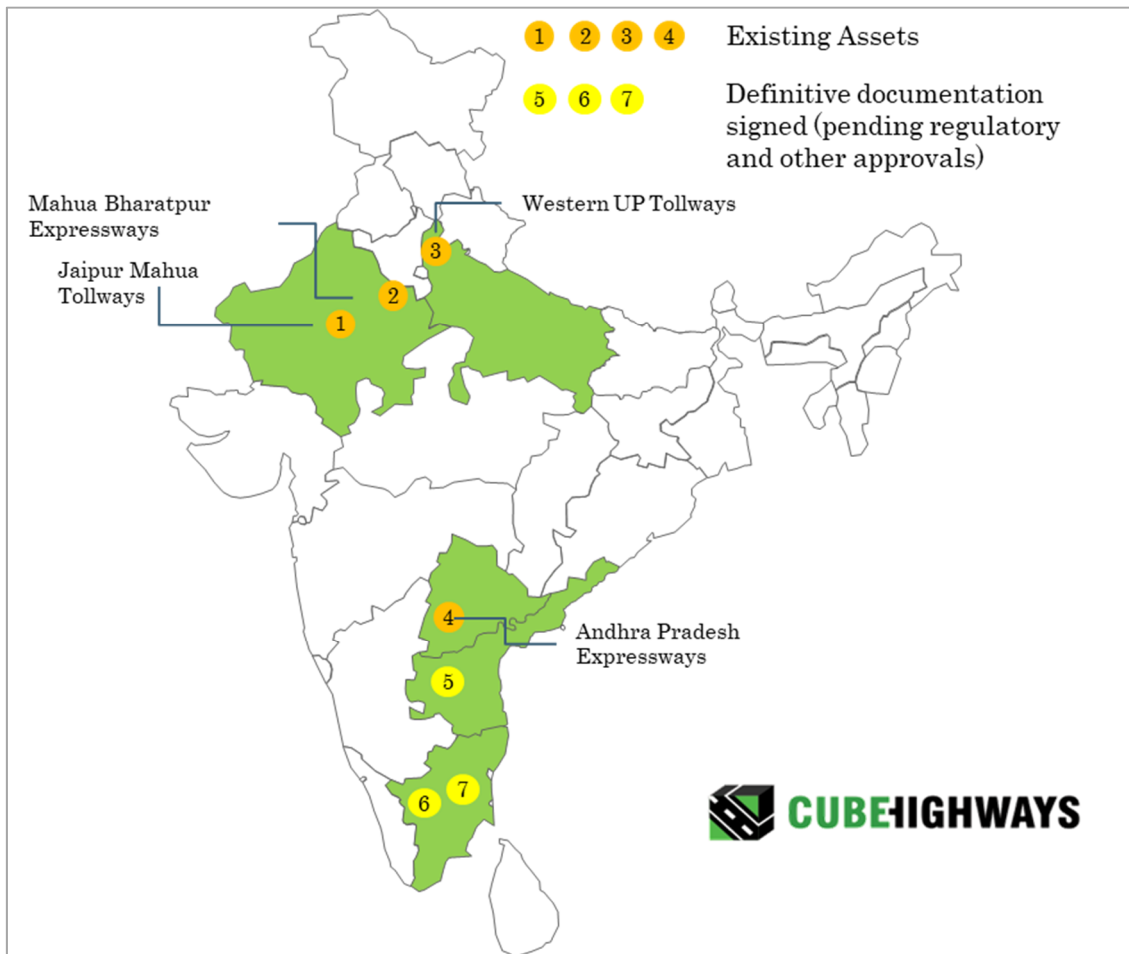 1 2 3 4 Existing Assets
5 6 7 Definitive documentation
signed (pending regulatory
and other approvals)
Mahua Bharatpur
Expressways
Western UP Tollways
3
Jaipur Mahua
Tollways
2
1
4
Andhra Pradesh
Expressways
5
7
6
CUBEHIGHWAYS